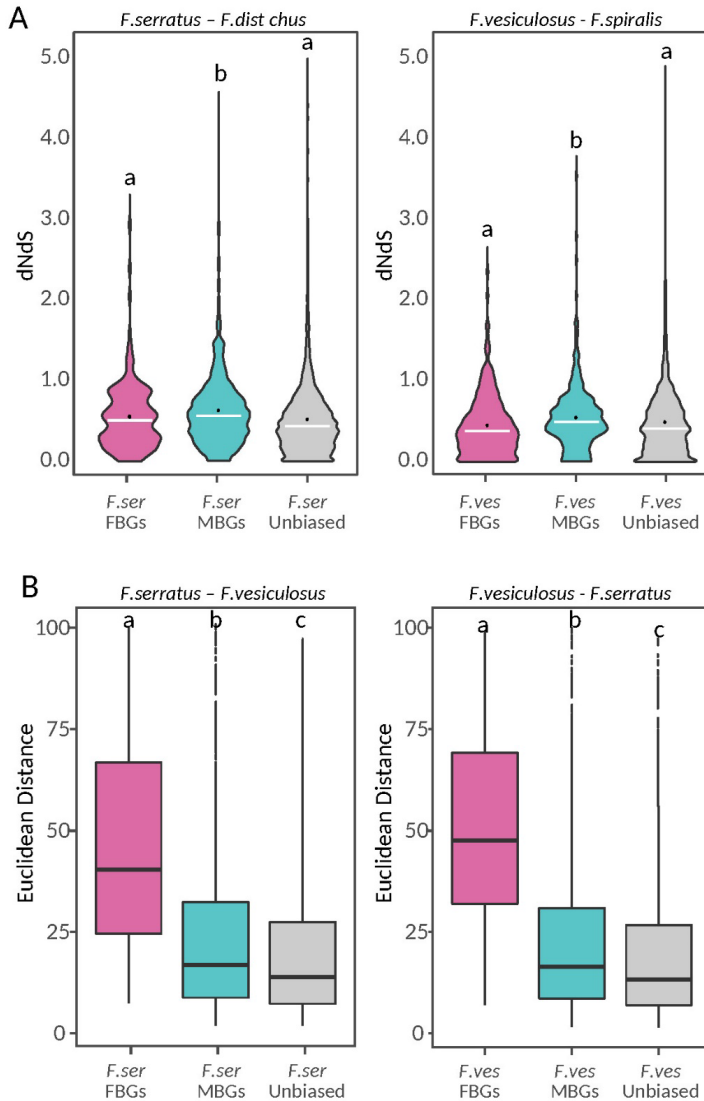 A
F.serratus – F.dist chus
F.vesiculosus - F.spiralis
dNdS
5.0
4.0
3.0
2.0
1.0
0.0
a
b
a
F.ser
FBGs
F.ser
MBGs
F.ser
Unbiased
dNdS
5.0
4.0
3.0
2.0
1.0
0.0
a
b
a
F.ves
FBGs
F.ves
MBGs
F.ves
Unbiased
B
F.serratus – F.vesiculosus
F.vesiculosus - F.serratus
Euclidean Distance
100
75
50
25
0
a
b
c
F.ser
FBGs
F.ser
MBGs
F.ser
Unbiased
Euclidean Distance
100
75
50
25
0
a
b
c
F.ves
FBGs
F.ves
MBGs
F.ves
Unbiased